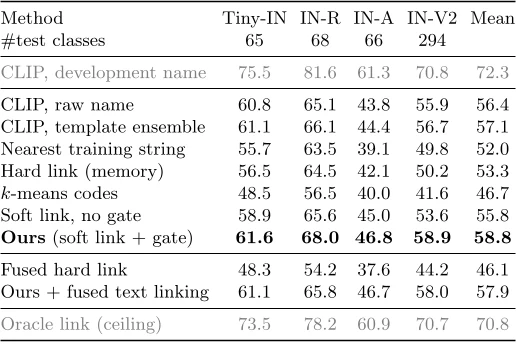 Method Tiny-IN IN-R IN-A IN-V2 Mean
#test classes 65 68 66 294
CLIP, development name 75.5 81.6 61.3 70.8 72.3
CLIP, raw name 60.8 65.1 43.8 55.9 56.4
CLIP, template ensemble 61.1 66.1 44.4 56.7 57.1
Nearest training string 55.7 63.5 39.1 49.8 52.0
Hard link (memory) 56.5 64.5 42.1 50.2 53.3
k-means codes 48.5 56.5 40.0 41.6 46.7
Soft link, no gate 58.9 65.6 45.0 53.6 55.8
Ours (soft link + gate) 61.6 68.0 46.8 58.9 58.8
Fused hard link 48.3 54.2 37.6 44.2 46.1
Ours + fused text linking 61.1 65.8 46.7 58.0 57.9
Oracle link (ceiling) 73.5 78.2 60.9 70.7 70.8